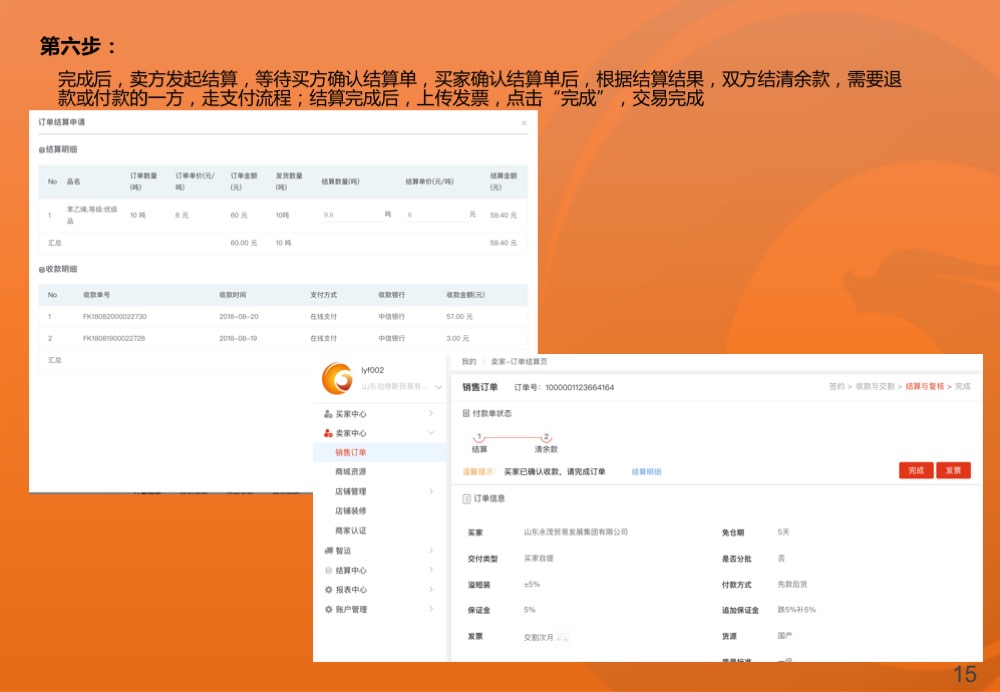 第六步：
完成后，卖方发起结算，等待买方确认结算单，买家确认结算单后，根据结算结果，双方结清余款，需要退
款或付款的一方，走支付流程；结算完成后，上传发票，点击“完成”，交易完成
订单结算申请 ×
结算明细
No 品名 订单数量(吨) 订单单价(元/吨) 订单金额(元) 发货数量(吨) 结算数量(吨) 结算单价(元/吨) 结算金额(元)
1 苯乙烯,等级:优级品 10 吨 6 元 60 元 10吨 9.9 吨 6 元 59.40 元
汇总 60.00 元 10 吨 59.40 元
收款明细
No 收款单号 收款时间 支付方式 收款银行 收款金额(元)
1 FK18082000022730 2018-08-20 在线支付 中信银行 57.00 元
2 FK18081900022728 2018-08-19 在线支付 中信银行 3.00 元
汇总
lyf002
买家中心
卖家中心
销售订单
商城资源
店铺管理
店铺装修
商家认证
智运
结算中心
报表中心
账户管理
我的 > 卖家-订单结算页
销售订单 订单号：1000001123664164 签约 > 收款与交割 > 结算与复核 > 完成
付款单状态
1 2
结算 清余款
温馨提示： 买家已确认收款，请完成订单 结算明细 完成 发票
订单信息
买家 山东永茂贸易发展集团有限公司 免仓期 5天
交付类型 买家自提 是否分批 否
溢短装 ±5% 付款方式 先款后货
保证金 5% 追加保证金 跌5%补5%
发票 交割次月 货源 国产
15